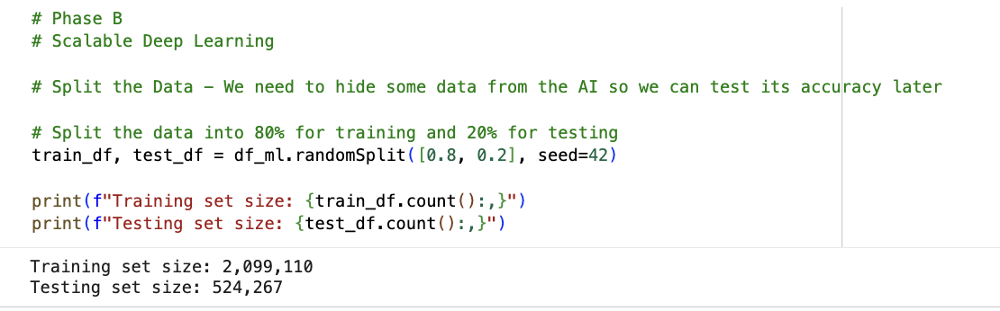 # Phase B
# Scalable Deep Learning
# Split the Data – We need to hide some data from the AI so we can test its accuracy later
# Split the data into 80% for training and 20% for testing
train_df, test_df = df_ml.randomSplit([0.8, 0.2], seed=42)
print(f"Training set size: {train_df.count():,}")
print(f"Testing set size: {test_df.count():,}")
Training set size: 2,099,110
Testing set size: 524,267